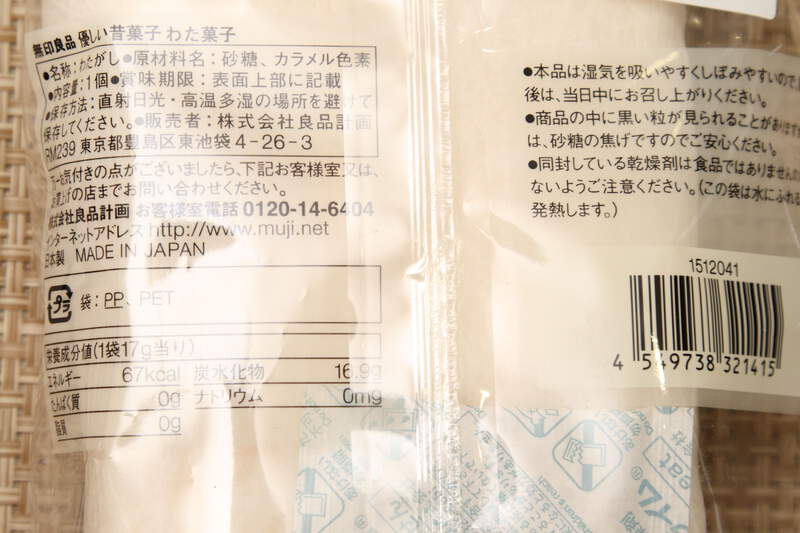 無印良品 優しい昔菓子 わた菓子
●名称：わたがし●原材料名：砂糖、カラメル色素
●内容量：1個●賞味期限：表面上部に記載
●保存方法：直射日光・高温多湿の場所を避けて
保存してください。●販売者：株式会社良品計画
RM239 東京都豊島区東池袋4-26-3
お気付きの点がございましたら、下記お客様室又は、
お買上げの店までお問い合わせください。
株式会社良品計画 お客様室電話 0120-14-6404
インターネットアドレス http://www.muji.net
日本製 MADE IN JAPAN
プラ 袋：PP、PET
栄養成分値(1袋17g当り)
エネルギー 67kcal 炭水化物 16.9g
たんぱく質 0g ナトリウム 0mg
脂質 0g
●本品は湿気を吸いやすくしぼみやすいので、
後は、当日中にお召し上がりください。
●商品の中に黒い粒が見られることがありますが
は、砂糖の焦げですのでご安心ください。
●同封している乾燥剤は食品ではありませんの
ないようご注意ください。(この袋は水にふれる
発熱します。)
1512041
4 549738 321415